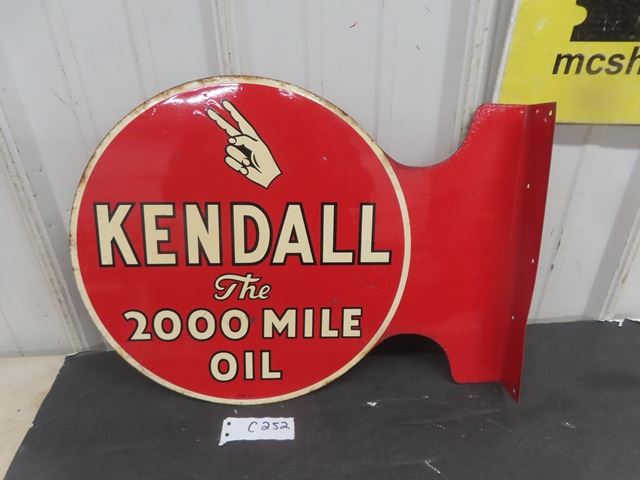 mcsh
KENDALL
The
2000 MILE
OIL
C252